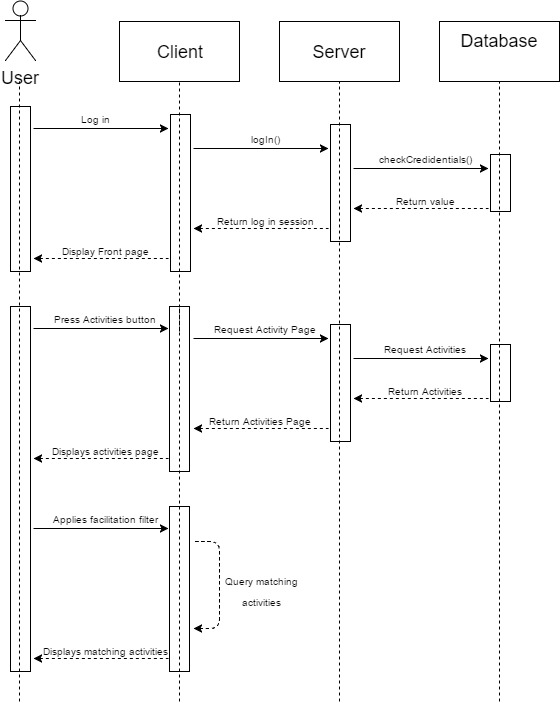 User
Client
Server
Database
Log in
logIn()
checkCredidentials()
Return value
Return log in session
Display Front page
Press Activities button
Request Activity Page
Request Activities
Return Activities
Return Activities Page
Displays activities page
Applies facilitation filter
Query matching
activities
Displays matching activities